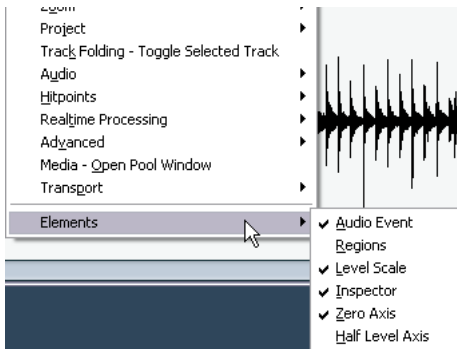 Zoom
Project
Track Folding - Toggle Selected Track
Audio
Hitpoints
Realtime Processing
Advanced
Media - Open Pool Window
Transport
Elements
Audio Event
Regions
Level Scale
Inspector
Zero Axis
Half Level Axis